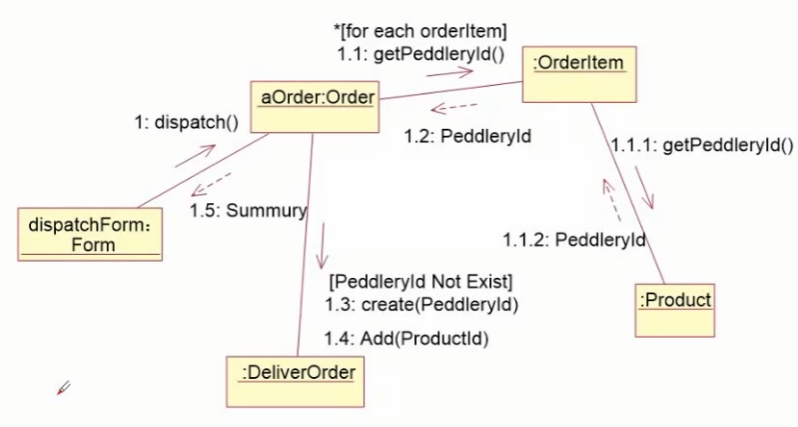 *[for each orderItem]
1.1: getPeddleryId()
:OrderItem
aOrder:Order
1: dispatch()
1.2: PeddleryId
1.1.1: getPeddleryId()
1.5: Summury
dispatchForm:
Form
1.1.2: PeddleryId
[PeddleryId Not Exist]
1.3: create(PeddleryId)
:Product
1.4: Add(ProductId)
:DeliverOrder